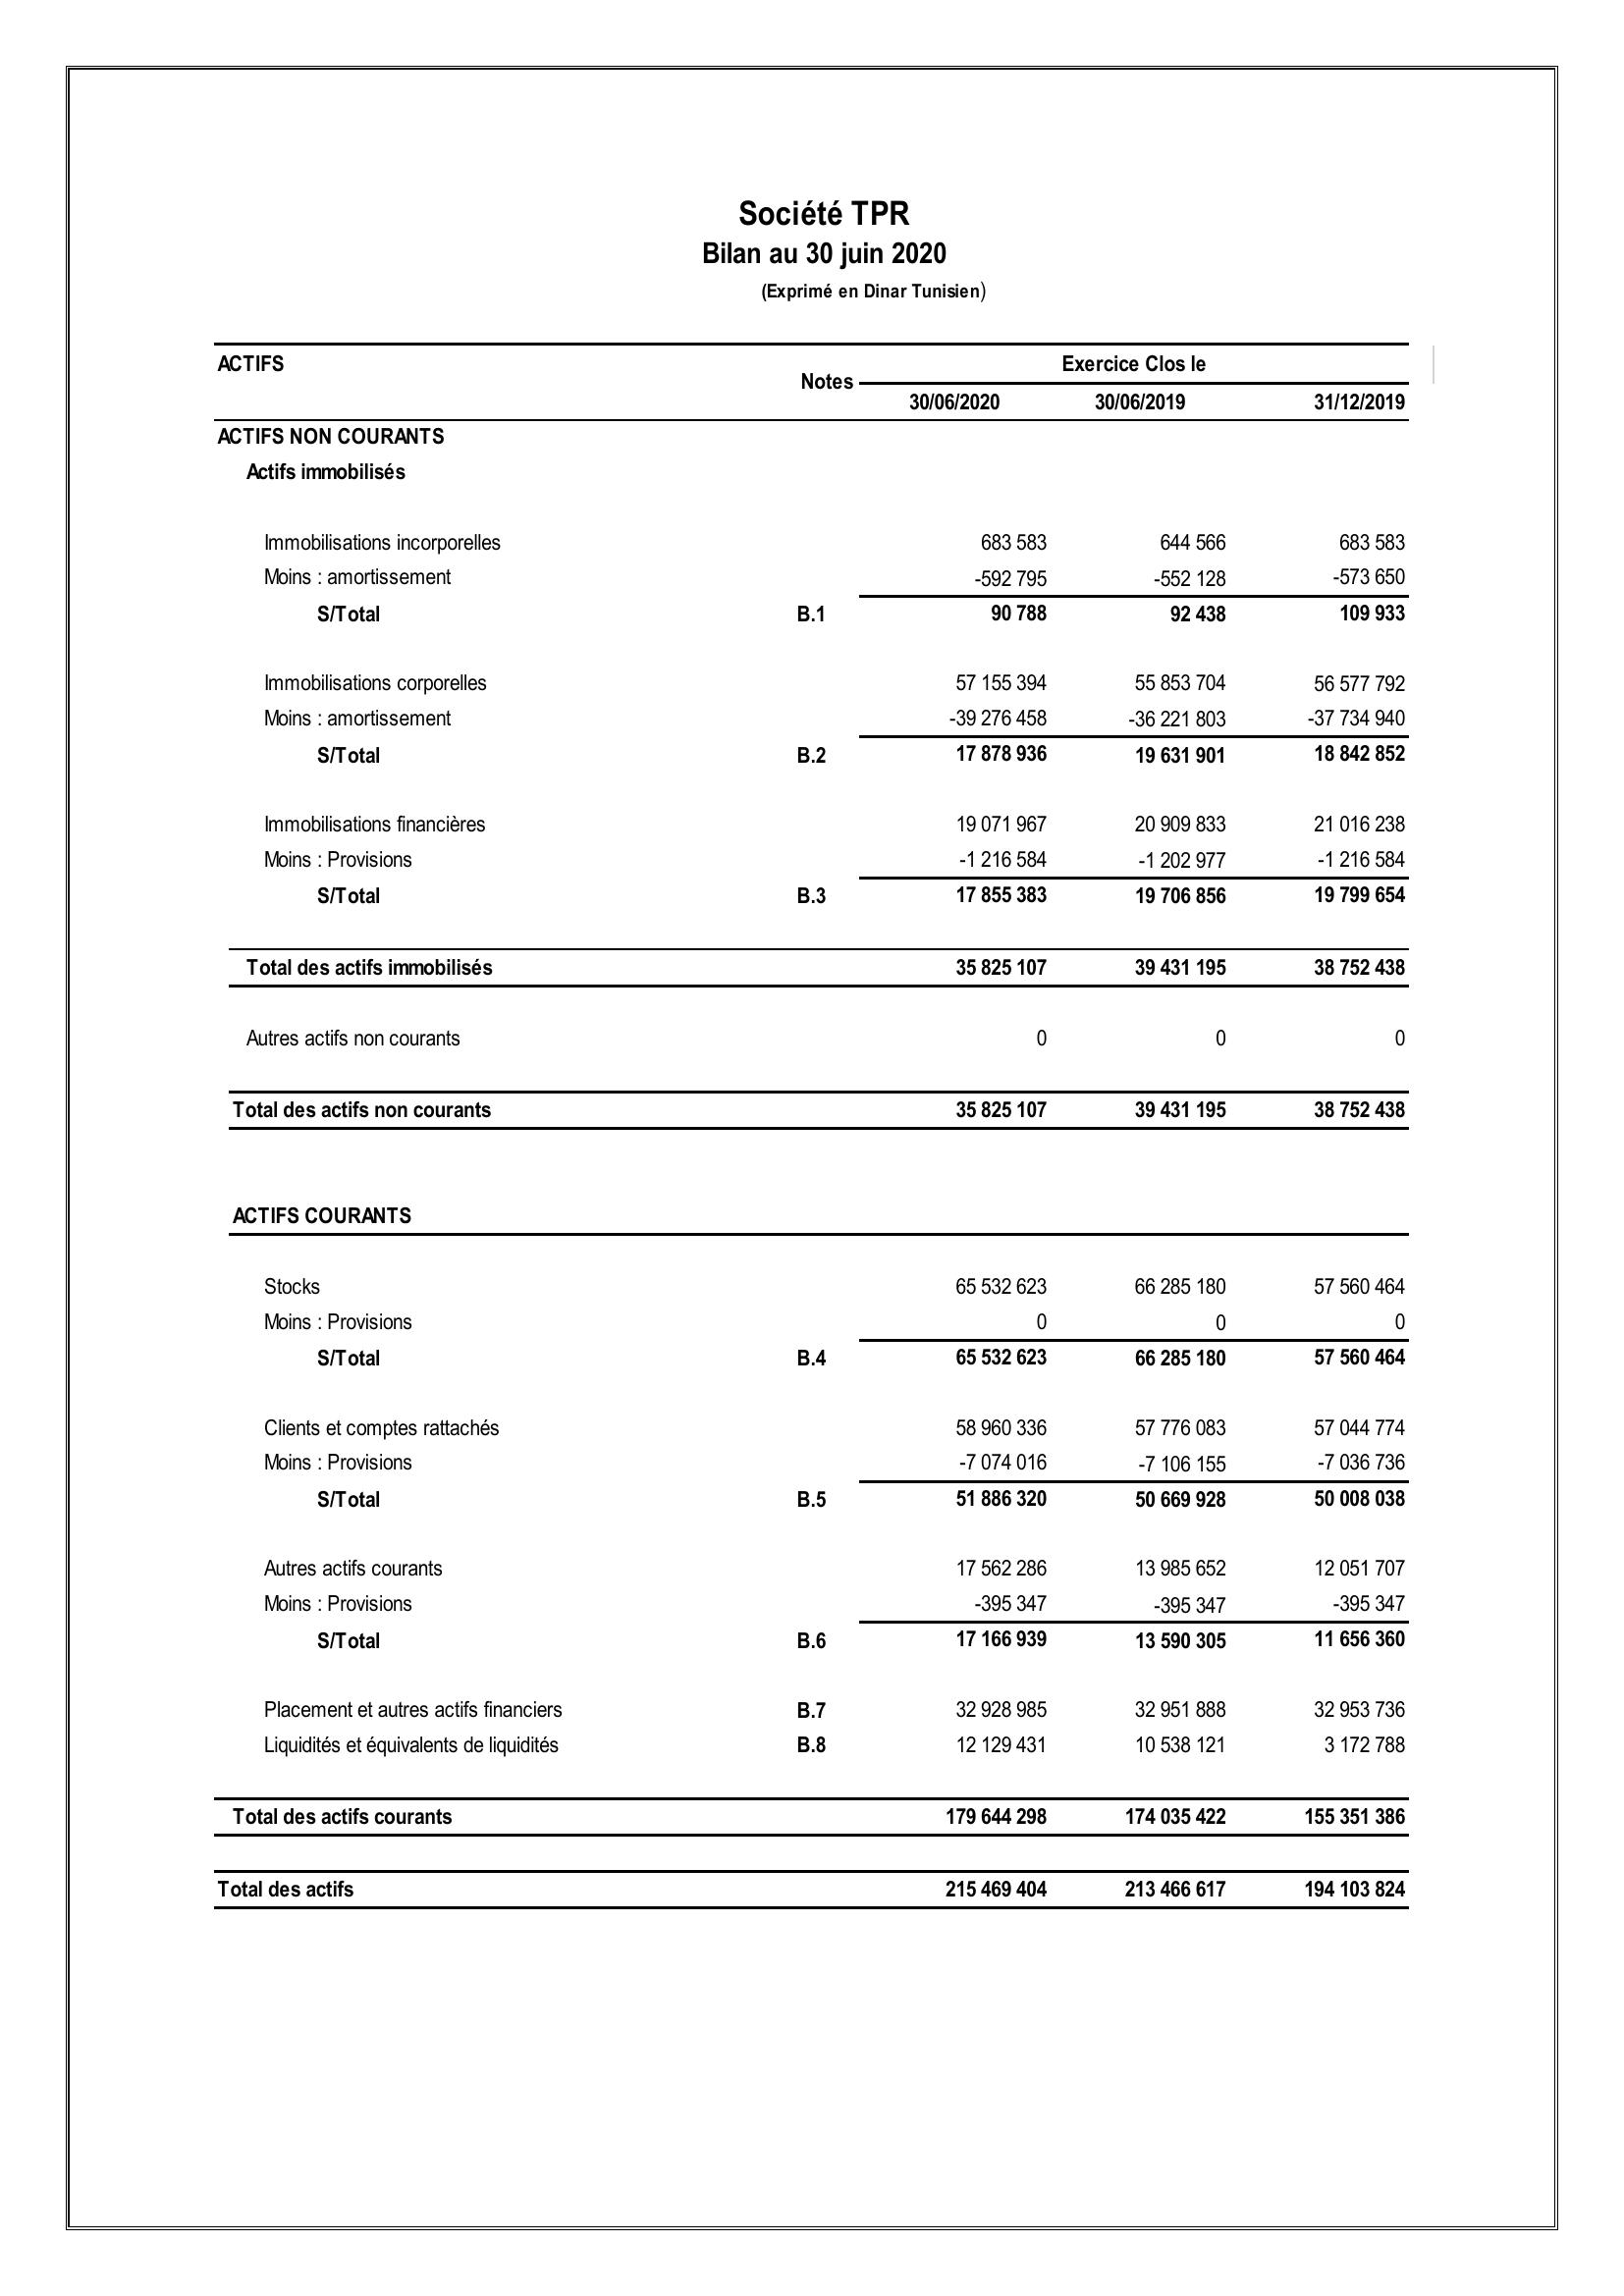 Société TPR
Bilan au 30 juin 2020
(Exprimé en Dinar Tunisien)
ACTIFS Notes Exercice Clos le
30/06/2020 30/06/2019 31/12/2019
ACTIFS NON COURANTS
Actifs immobilisés
Immobilisations incorporelles 683 583 644 566 683 583
Moins : amortissement -592 795 -552 128 -573 650
S/Total B.1 90 788 92 438 109 933
Immobilisations corporelles 57 155 394 55 853 704 56 577 792
Moins : amortissement -39 276 458 -36 221 803 -37 734 940
S/Total B.2 17 878 936 19 631 901 18 842 852
Immobilisations financières 19 071 967 20 909 833 21 016 238
Moins : Provisions -1 216 584 -1 202 977 -1 216 584
S/Total B.3 17 855 383 19 706 856 19 799 654
Total des actifs immobilisés 35 825 107 39 431 195 38 752 438
Autres actifs non courants 0 0 0
Total des actifs non courants 35 825 107 39 431 195 38 752 438
ACTIFS COURANTS
Stocks 65 532 623 66 285 180 57 560 464
Moins : Provisions 0 0 0
S/Total B.4 65 532 623 66 285 180 57 560 464
Clients et comptes rattachés 58 960 336 57 776 083 57 044 774
Moins : Provisions -7 074 016 -7 106 155 -7 036 736
S/Total B.5 51 886 320 50 669 928 50 008 038
Autres actifs courants 17 562 286 13 985 652 12 051 707
Moins : Provisions -395 347 -395 347 -395 347
S/Total B.6 17 166 939 13 590 305 11 656 360
Placement et autres actifs financiers B.7 32 928 985 32 951 888 32 953 736
Liquidités et équivalents de liquidités B.8 12 129 431 10 538 121 3 172 788
Total des actifs courants 179 644 298 174 035 422 155 351 386
Total des actifs 215 469 404 213 466 617 194 103 824